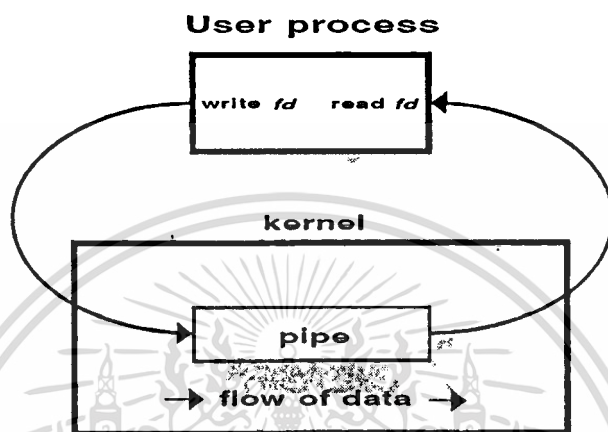 User process
write fd read fd
kernel
pipe
flow of data